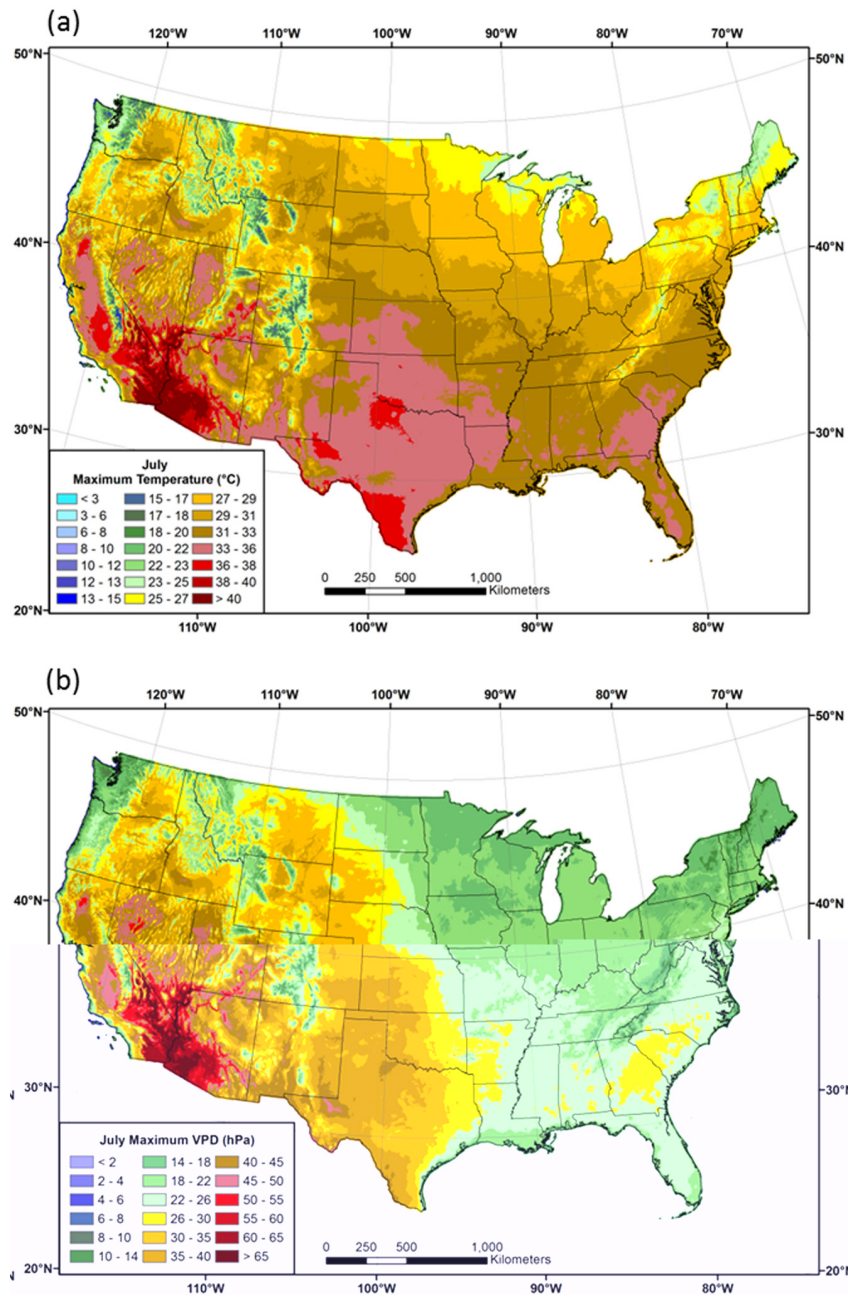 (a)
120°W 110°W 100°W 90°W 80°W 70°W
50°N 50°N
40°N 40°N
30°N 30°N
20°N 20°N
July
Maximum Temperature (°C)
< 3 15 - 17 27 - 29
3 - 6 17 - 18 29 - 31
6 - 8 18 - 20 31 - 33
8 - 10 20 - 22 33 - 36
10 - 12 22 - 23 36 - 38
12 - 13 23 - 25 38 - 40
13 - 15 25 - 27 > 40
0 250 500 1,000
Kilometers
110°W 100°W 90°W 80°W
(b)
120°W 110°W 100°W 90°W 80°W 70°W
50°N 50°N
40°N 40°N
30°N 30°N
20°N 20°N
July Maximum VPD (hPa)
< 2 14 - 18 40 - 45
2 - 4 18 - 22 45 - 50
4 - 6 22 - 26 50 - 55
6 - 8 26 - 30 55 - 60
8 - 10 30 - 35 60 - 65
10 - 14 35 - 40 > 65
0 250 500 1,000
Kilometers
110°W 100°W 90°W 80°W